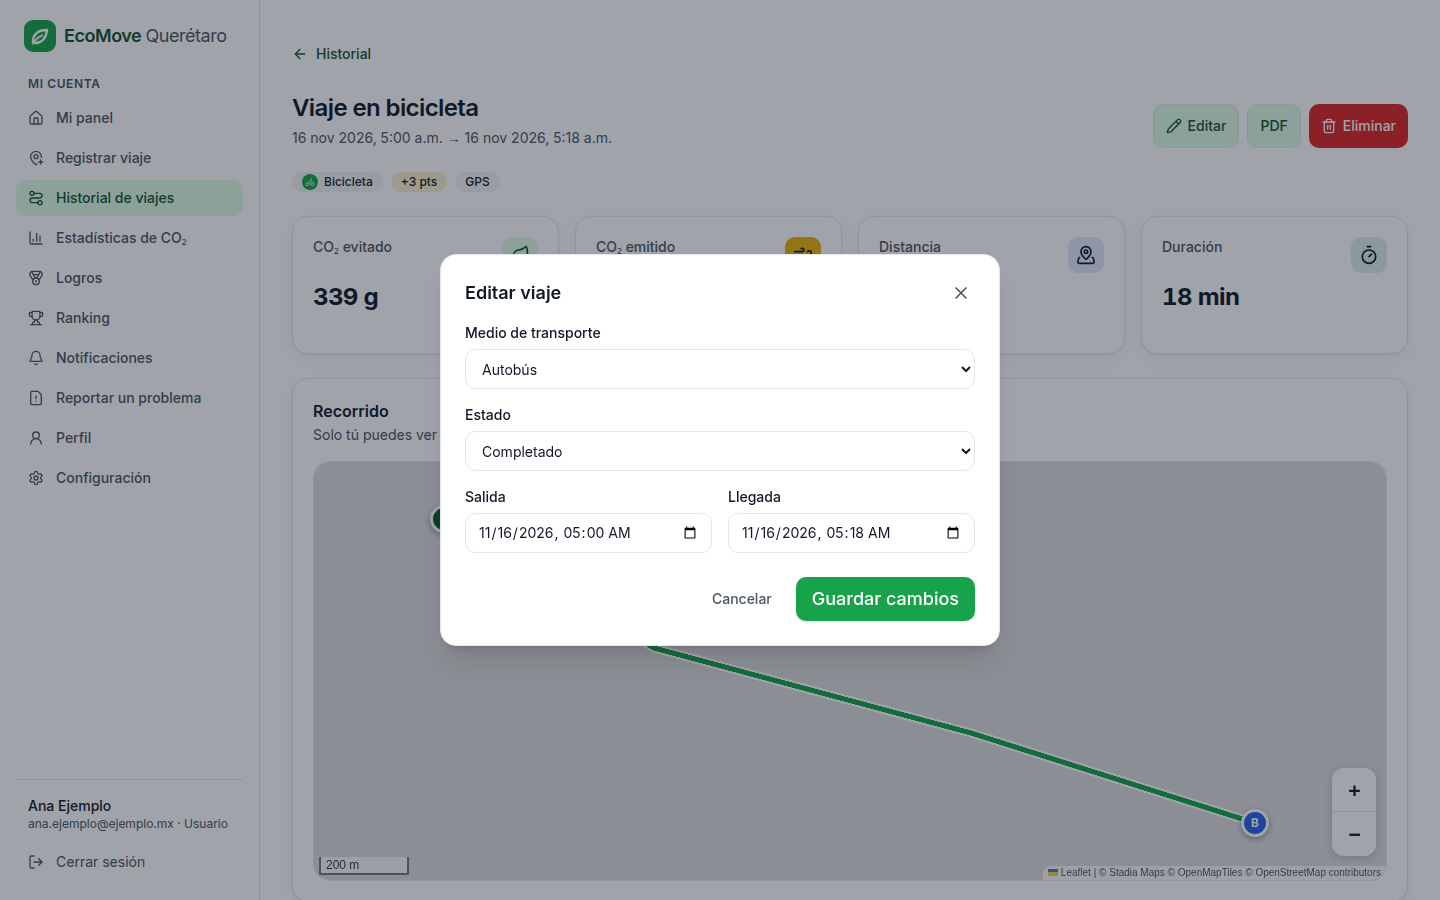 EcoMove Querétaro
MI CUENTA
Mi panel
Registrar viaje
Historial de viajes
Estadísticas de CO₂
Logros
Ranking
Notificaciones
Reportar un problema
Perfil
Configuración
Ana Ejemplo
ana.ejemplo@ejemplo.mx · Usuario
Cerrar sesión
Historial
Viaje en bicicleta
16 nov 2026, 5:00 a.m. → 16 nov 2026, 5:18 a.m.
Editar
PDF
Eliminar
Bicicleta
+3 pts
GPS
CO₂ evitado
339 g
CO₂ emitido
Distancia
Duración
18 min
Recorrido
Solo tú puedes ver
Editar viaje
Medio de transporte
Autobús
Estado
Completado
Salida
Llegada
11/16/2026, 05:00 AM
11/16/2026, 05:18 AM
Cancelar
Guardar cambios
B
+
−
200 m
Leaflet | © Stadia Maps © OpenMapTiles © OpenStreetMap contributors